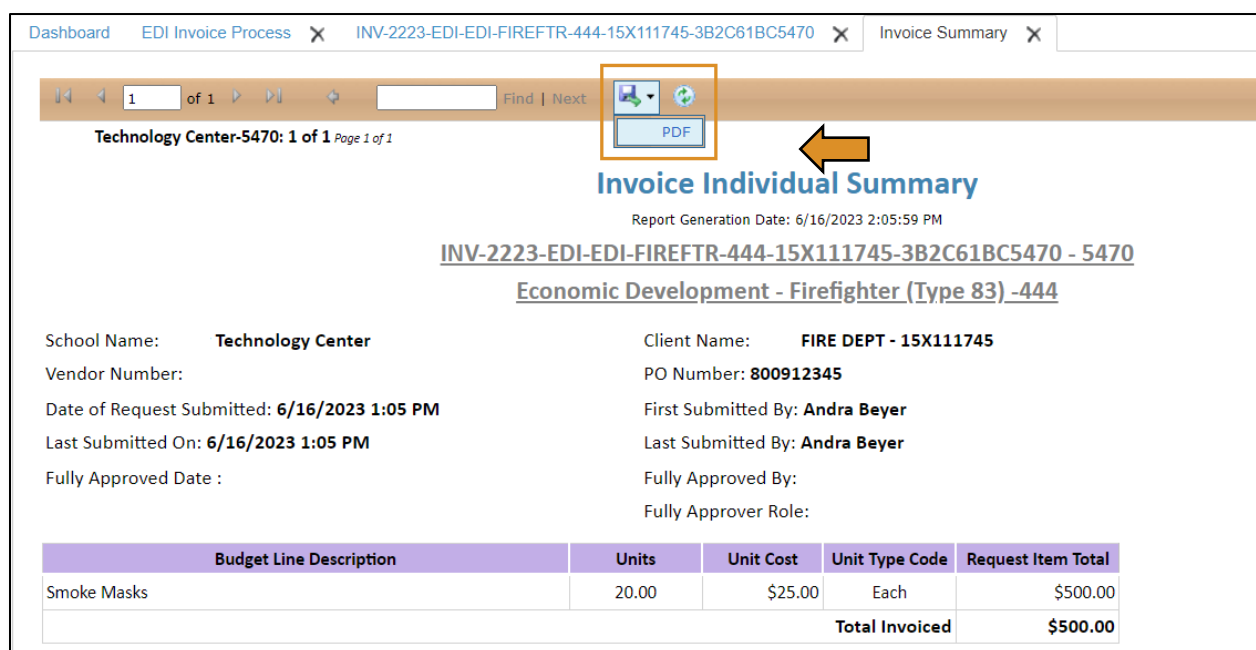 Dashboard EDI Invoice Process INV-2223-EDI-EDI-FIREFTR-444-15X111745-3B2C61BC5470 Invoice Summary
1 of 1 Find | Next
PDF
Technology Center-5470: 1 of 1 Page 1 of 1
Invoice Individual Summary
Report Generation Date: 6/16/2023 2:05:59 PM
INV-2223-EDI-EDI-FIREFTR-444-15X111745-3B2C61BC5470 - 5470
Economic Development - Firefighter (Type 83) -444
School Name: Technology Center Client Name: FIRE DEPT - 15X111745
Vendor Number: PO Number: 800912345
Date of Request Submitted: 6/16/2023 1:05 PM First Submitted By: Andra Beyer
Last Submitted On: 6/16/2023 1:05 PM Last Submitted By: Andra Beyer
Fully Approved Date : Fully Approved By:
Fully Approver Role:
Budget Line Description Units Unit Cost Unit Type Code Request Item Total
Smoke Masks 20.00 $25.00 Each $500.00
Total Invoiced $500.00